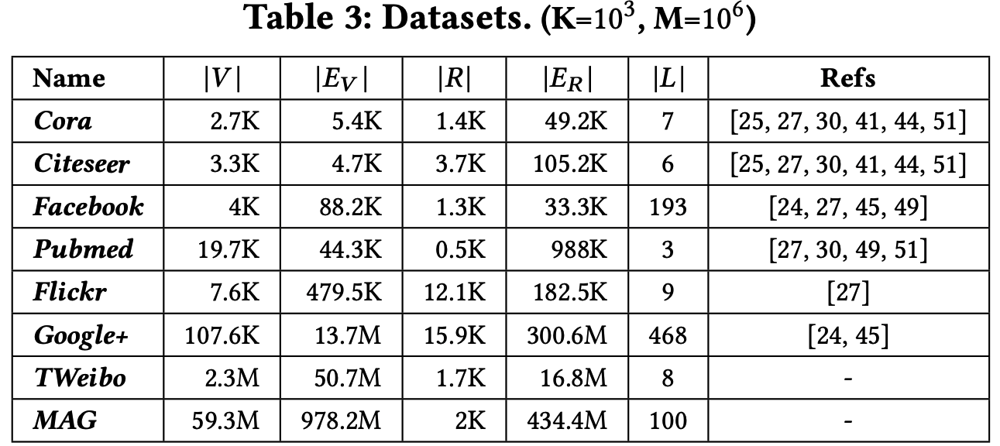 Table 3: Datasets. (K=10³, M=10⁶)
Name |V| |E_V| |R| |E_R| |L| Refs
Cora 2.7K 5.4K 1.4K 49.2K 7 [25, 27, 30, 41, 44, 51]
Citeseer 3.3K 4.7K 3.7K 105.2K 6 [25, 27, 30, 41, 44, 51]
Facebook 4K 88.2K 1.3K 33.3K 193 [24, 27, 45, 49]
Pubmed 19.7K 44.3K 0.5K 988K 3 [27, 30, 49, 51]
Flickr 7.6K 479.5K 12.1K 182.5K 9 [27]
Google+ 107.6K 13.7M 15.9K 300.6M 468 [24, 45]
TWeibo 2.3M 50.7M 1.7K 16.8M 8 -
MAG 59.3M 978.2M 2K 434.4M 100 -